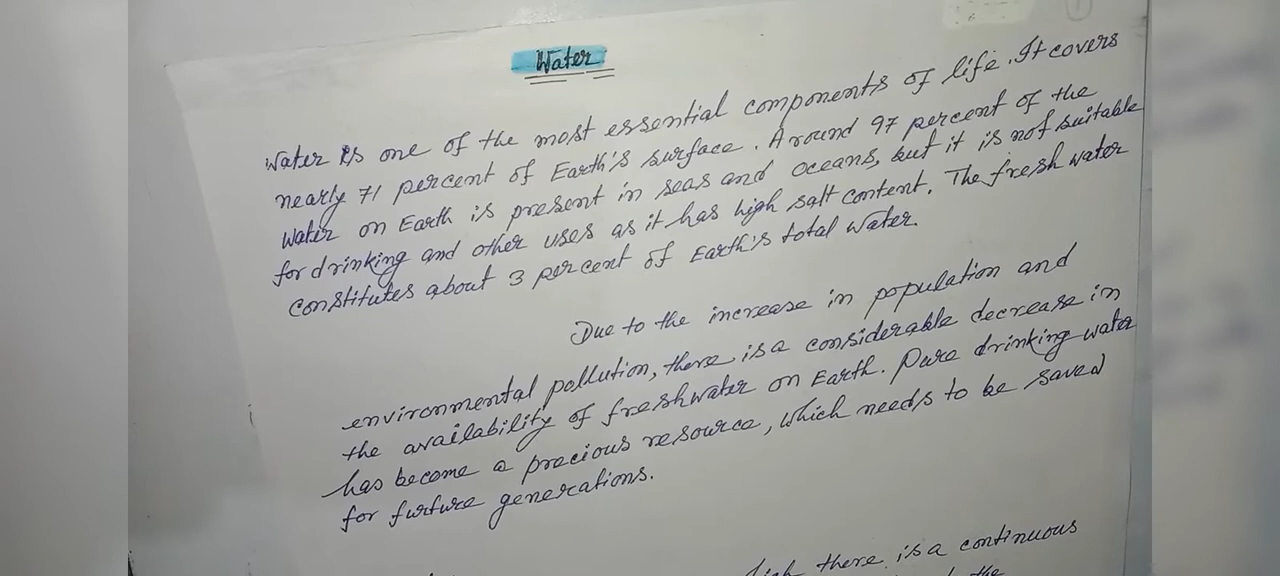 Water
Water is one of the most essential components of life. It covers
nearly 71 percent of Earth's surface. Around 97 percent of the
water on Earth is present in seas and oceans, but it is not suitable
for drinking and other uses as it has high salt content. The fresh water
constitutes about 3 percent of Earth's total water.
Due to the increase in population and
environmental pollution, there is a considerable decrease in
the availability of freshwater on Earth. Pure drinking water
has become a precious resource, which needs to be saved
for furture generations.
there is a continuous
the